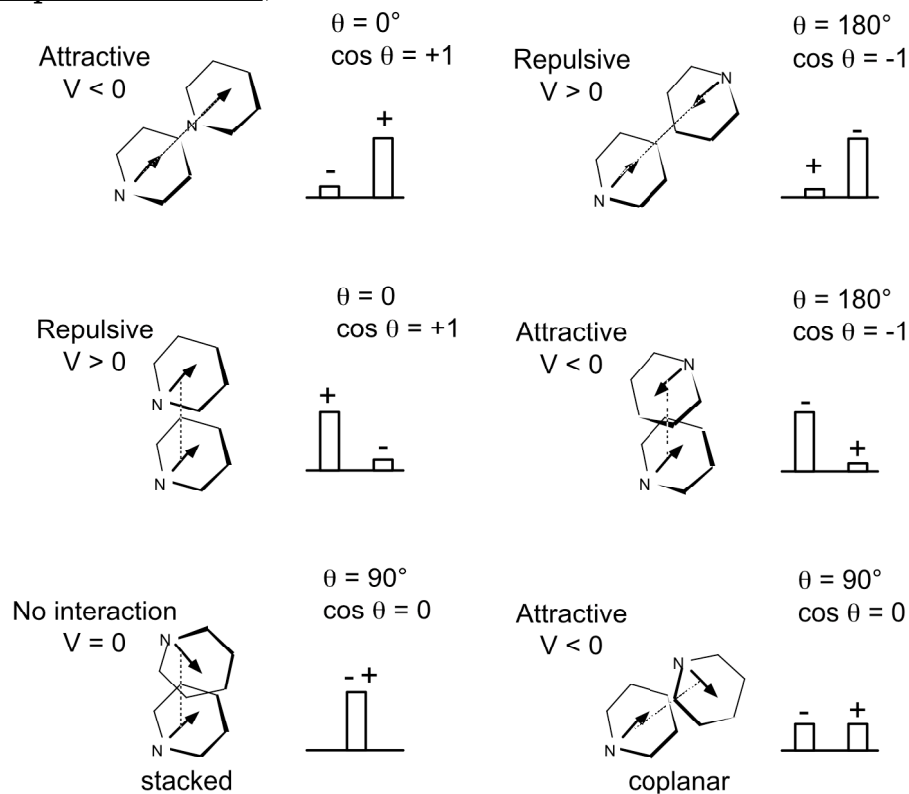 θ = 0°
cos θ = +1
Attractive
V < 0
N
N
-
+
θ = 180°
cos θ = -1
Repulsive
V > 0
N
N
+
-
θ = 0
cos θ = +1
Repulsive
V > 0
N
N
+
-
θ = 180°
cos θ = -1
Attractive
V < 0
N
N
-
+
θ = 90°
cos θ = 0
No interaction
V = 0
N
N
- +
stacked
θ = 90°
cos θ = 0
Attractive
V < 0
N
N
-
+
coplanar